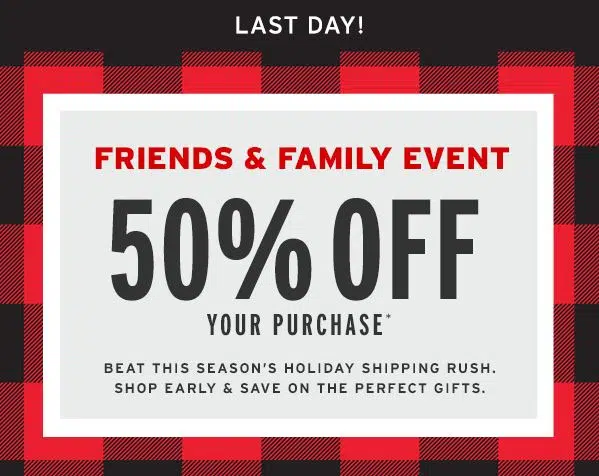 LAST DAY!
FRIENDS & FAMILY EVENT
50% OFF
YOUR PURCHASE*
BEAT THIS SEASON'S HOLIDAY SHIPPING RUSH.
SHOP EARLY & SAVE ON THE PERFECT GIFTS.